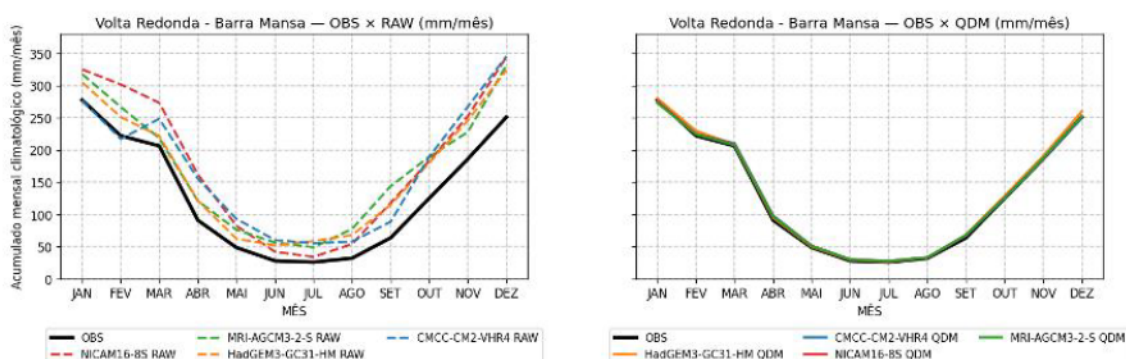 Volta Redonda - Barra Mansa — OBS × RAW (mm/mês)
Acumulado mensal climatológico (mm/mês)
350
300
250
200
150
100
50
0
JAN FEV MAR ABR MAI JUN JUL AGO SET OUT NOV DEZ
MÊS
OBS
NICAM16-8S RAW
MRI-AGCM3-2-S RAW
HadGEM3-GC31-HM RAW
CMCC-CM2-VHR4 RAW
Volta Redonda - Barra Mansa — OBS × QDM (mm/mês)
JAN FEV MAR ABR MAI JUN JUL AGO SET OUT NOV DEZ
MÊS
OBS
HadGEM3-GC31-HM QDM
CMCC-CM2-VHR4 QDM
NICAM16-8S QDM
MRI-AGCM3-2-S QDM